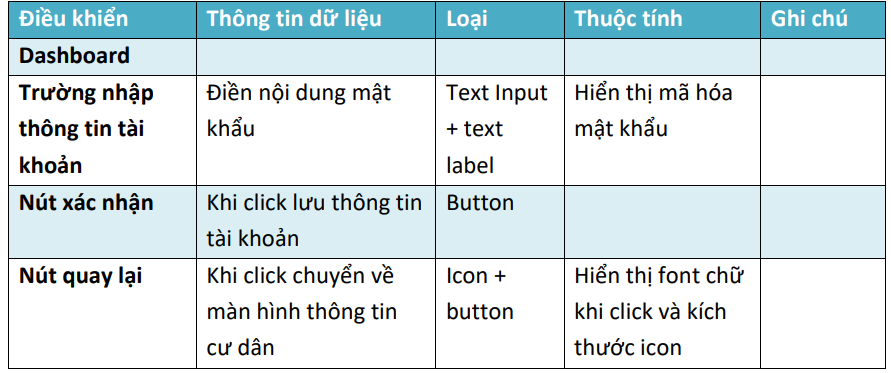 Điều khiển Thông tin dữ liệu Loại Thuộc tính Ghi chú
Dashboard
Trường nhập thông tin tài khoản Điền nội dung mật khẩu Text Input + text label Hiển thị mã hóa mật khẩu
Nút xác nhận Khi click lưu thông tin tài khoản Button
Nút quay lại Khi click chuyển về màn hình thông tin cư dân Icon + button Hiển thị font chữ khi click và kích thước icon